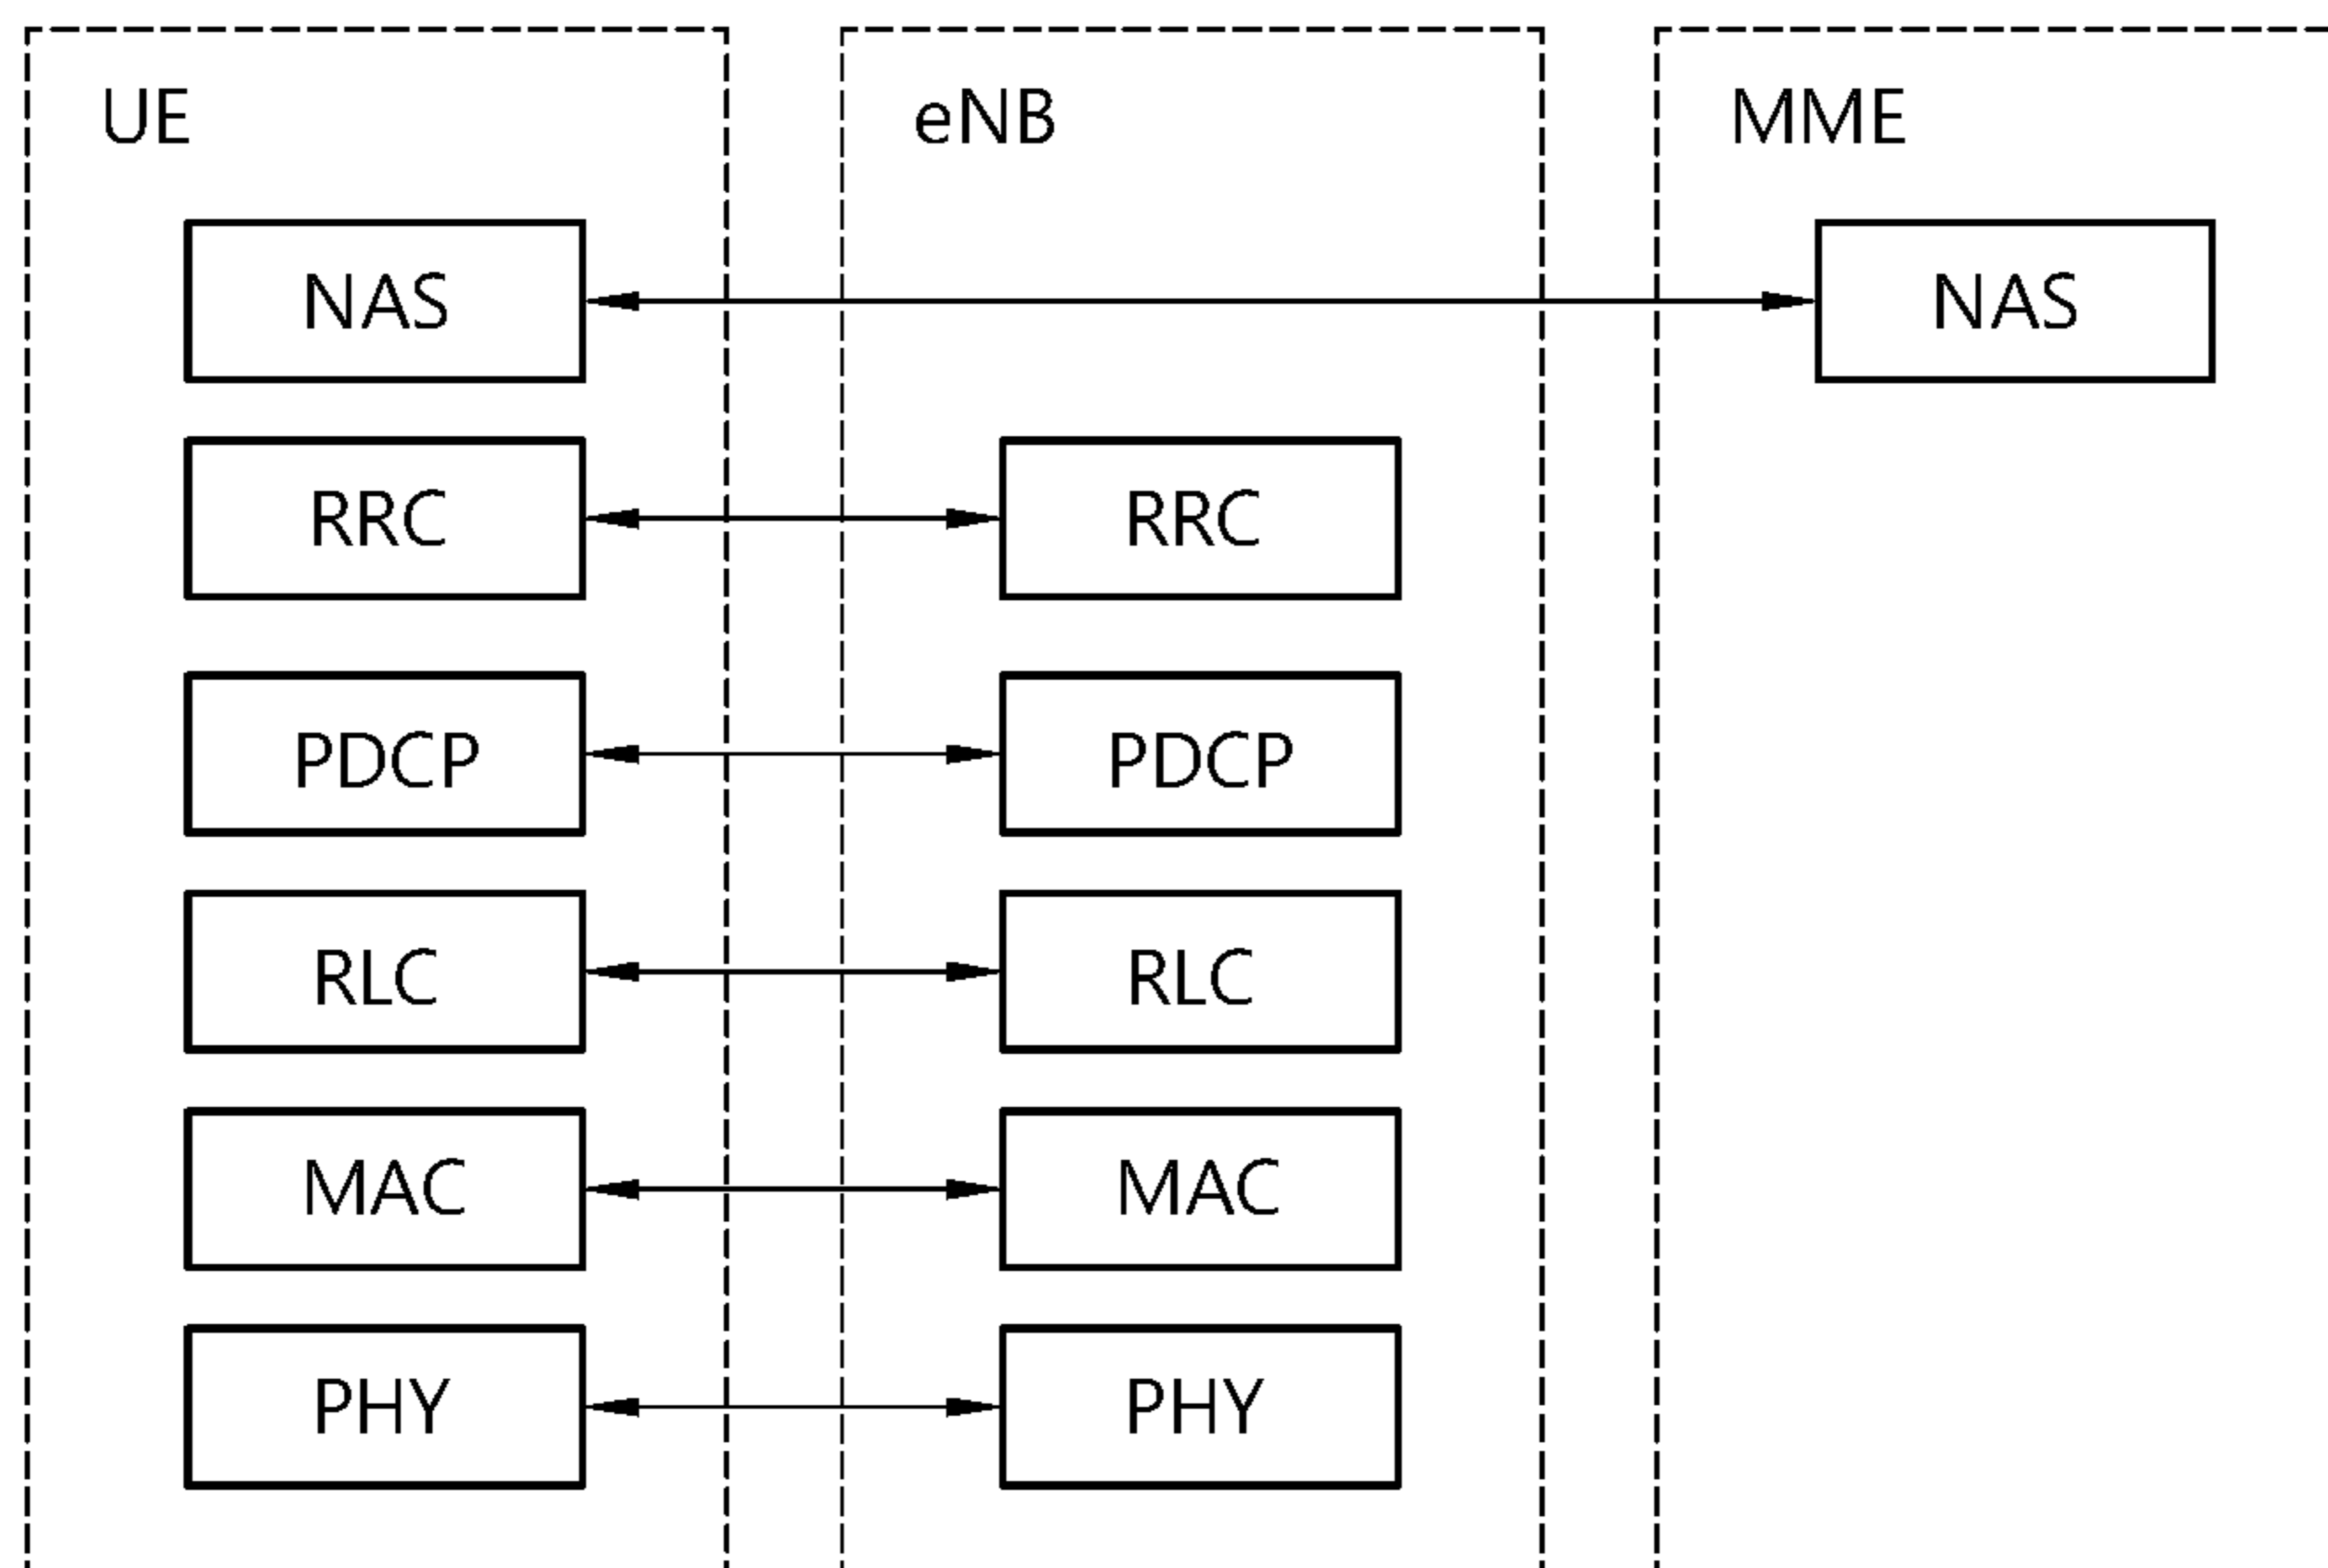 UE
eNB
MME
NAS
NAS
RRC
RRC
PDCP
PDCP
RLC
RLC
MAC
MAC
PHY
PHY